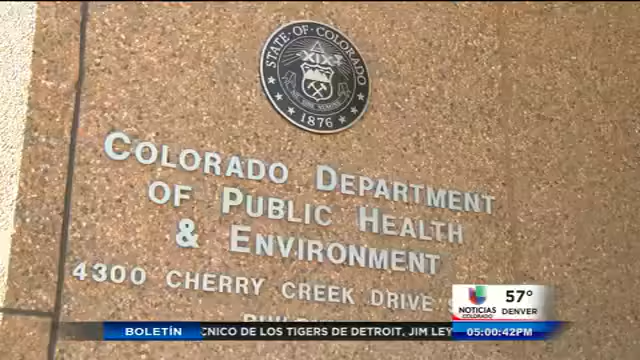 STATE OF COLORADO
1876
COLORADO DEPARTMENT
OF PUBLIC HEALTH
& ENVIRONMENT
4300 CHERRY CREEK DRIVE S
NOTICIAS
COLORADO
57°
DENVER
BOLETÍN
CNICO DE LOS TIGERS DE DETROIT, JIM LEY
05:00:42PM